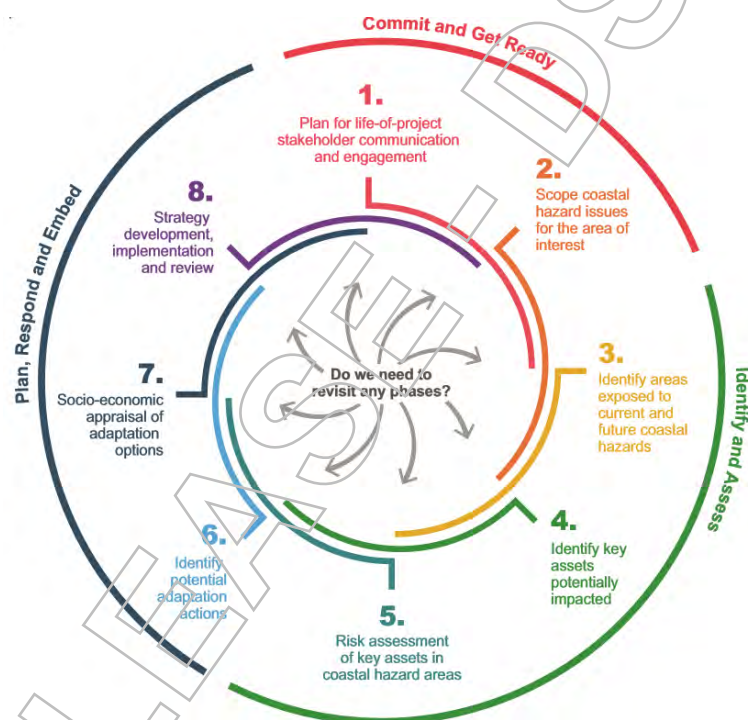 Commit and Get Ready
1.
Plan for life-of-project
stakeholder communication
and engagement
2.
Scope coastal
hazard issues
for the area of
interest
3.
Identify areas
exposed to
current and
future coastal
hazards
Identify and Assess
4.
Identify key
assets
potentially
impacted
5.
Risk assessment
of key assets in
coastal hazard areas
6.
Identify
potential
adaptation
actions
7.
Socio-economic
appraisal of
adaptation
options
8.
Strategy
development,
implementation
and review
Plan, Respond and Embed
Do we need to
revisit any phases?